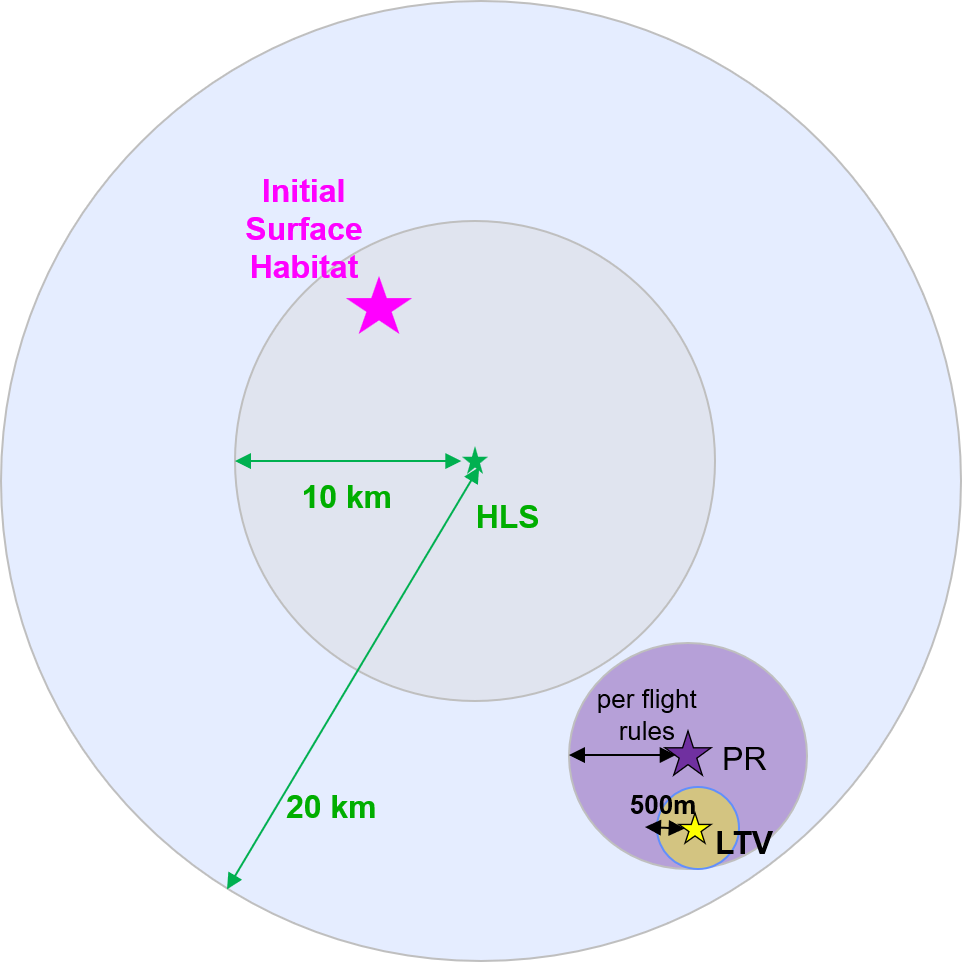 Initial
Surface
Habitat
10 km
HLS
20 km
per flight
rules
PR
500m
LTV